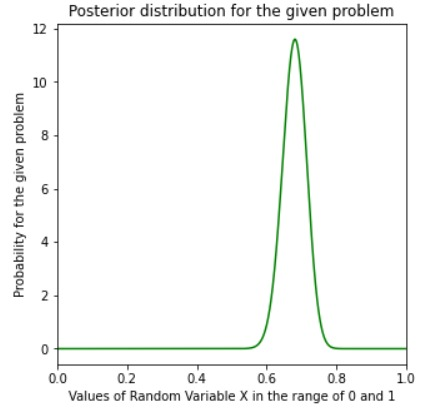 Posterior distribution for the given problem
12
10
8
6
4
2
0
Probability for the given problem
0.0 0.2 0.4 0.6 0.8 1.0
Values of Random Variable X in the range of 0 and 1